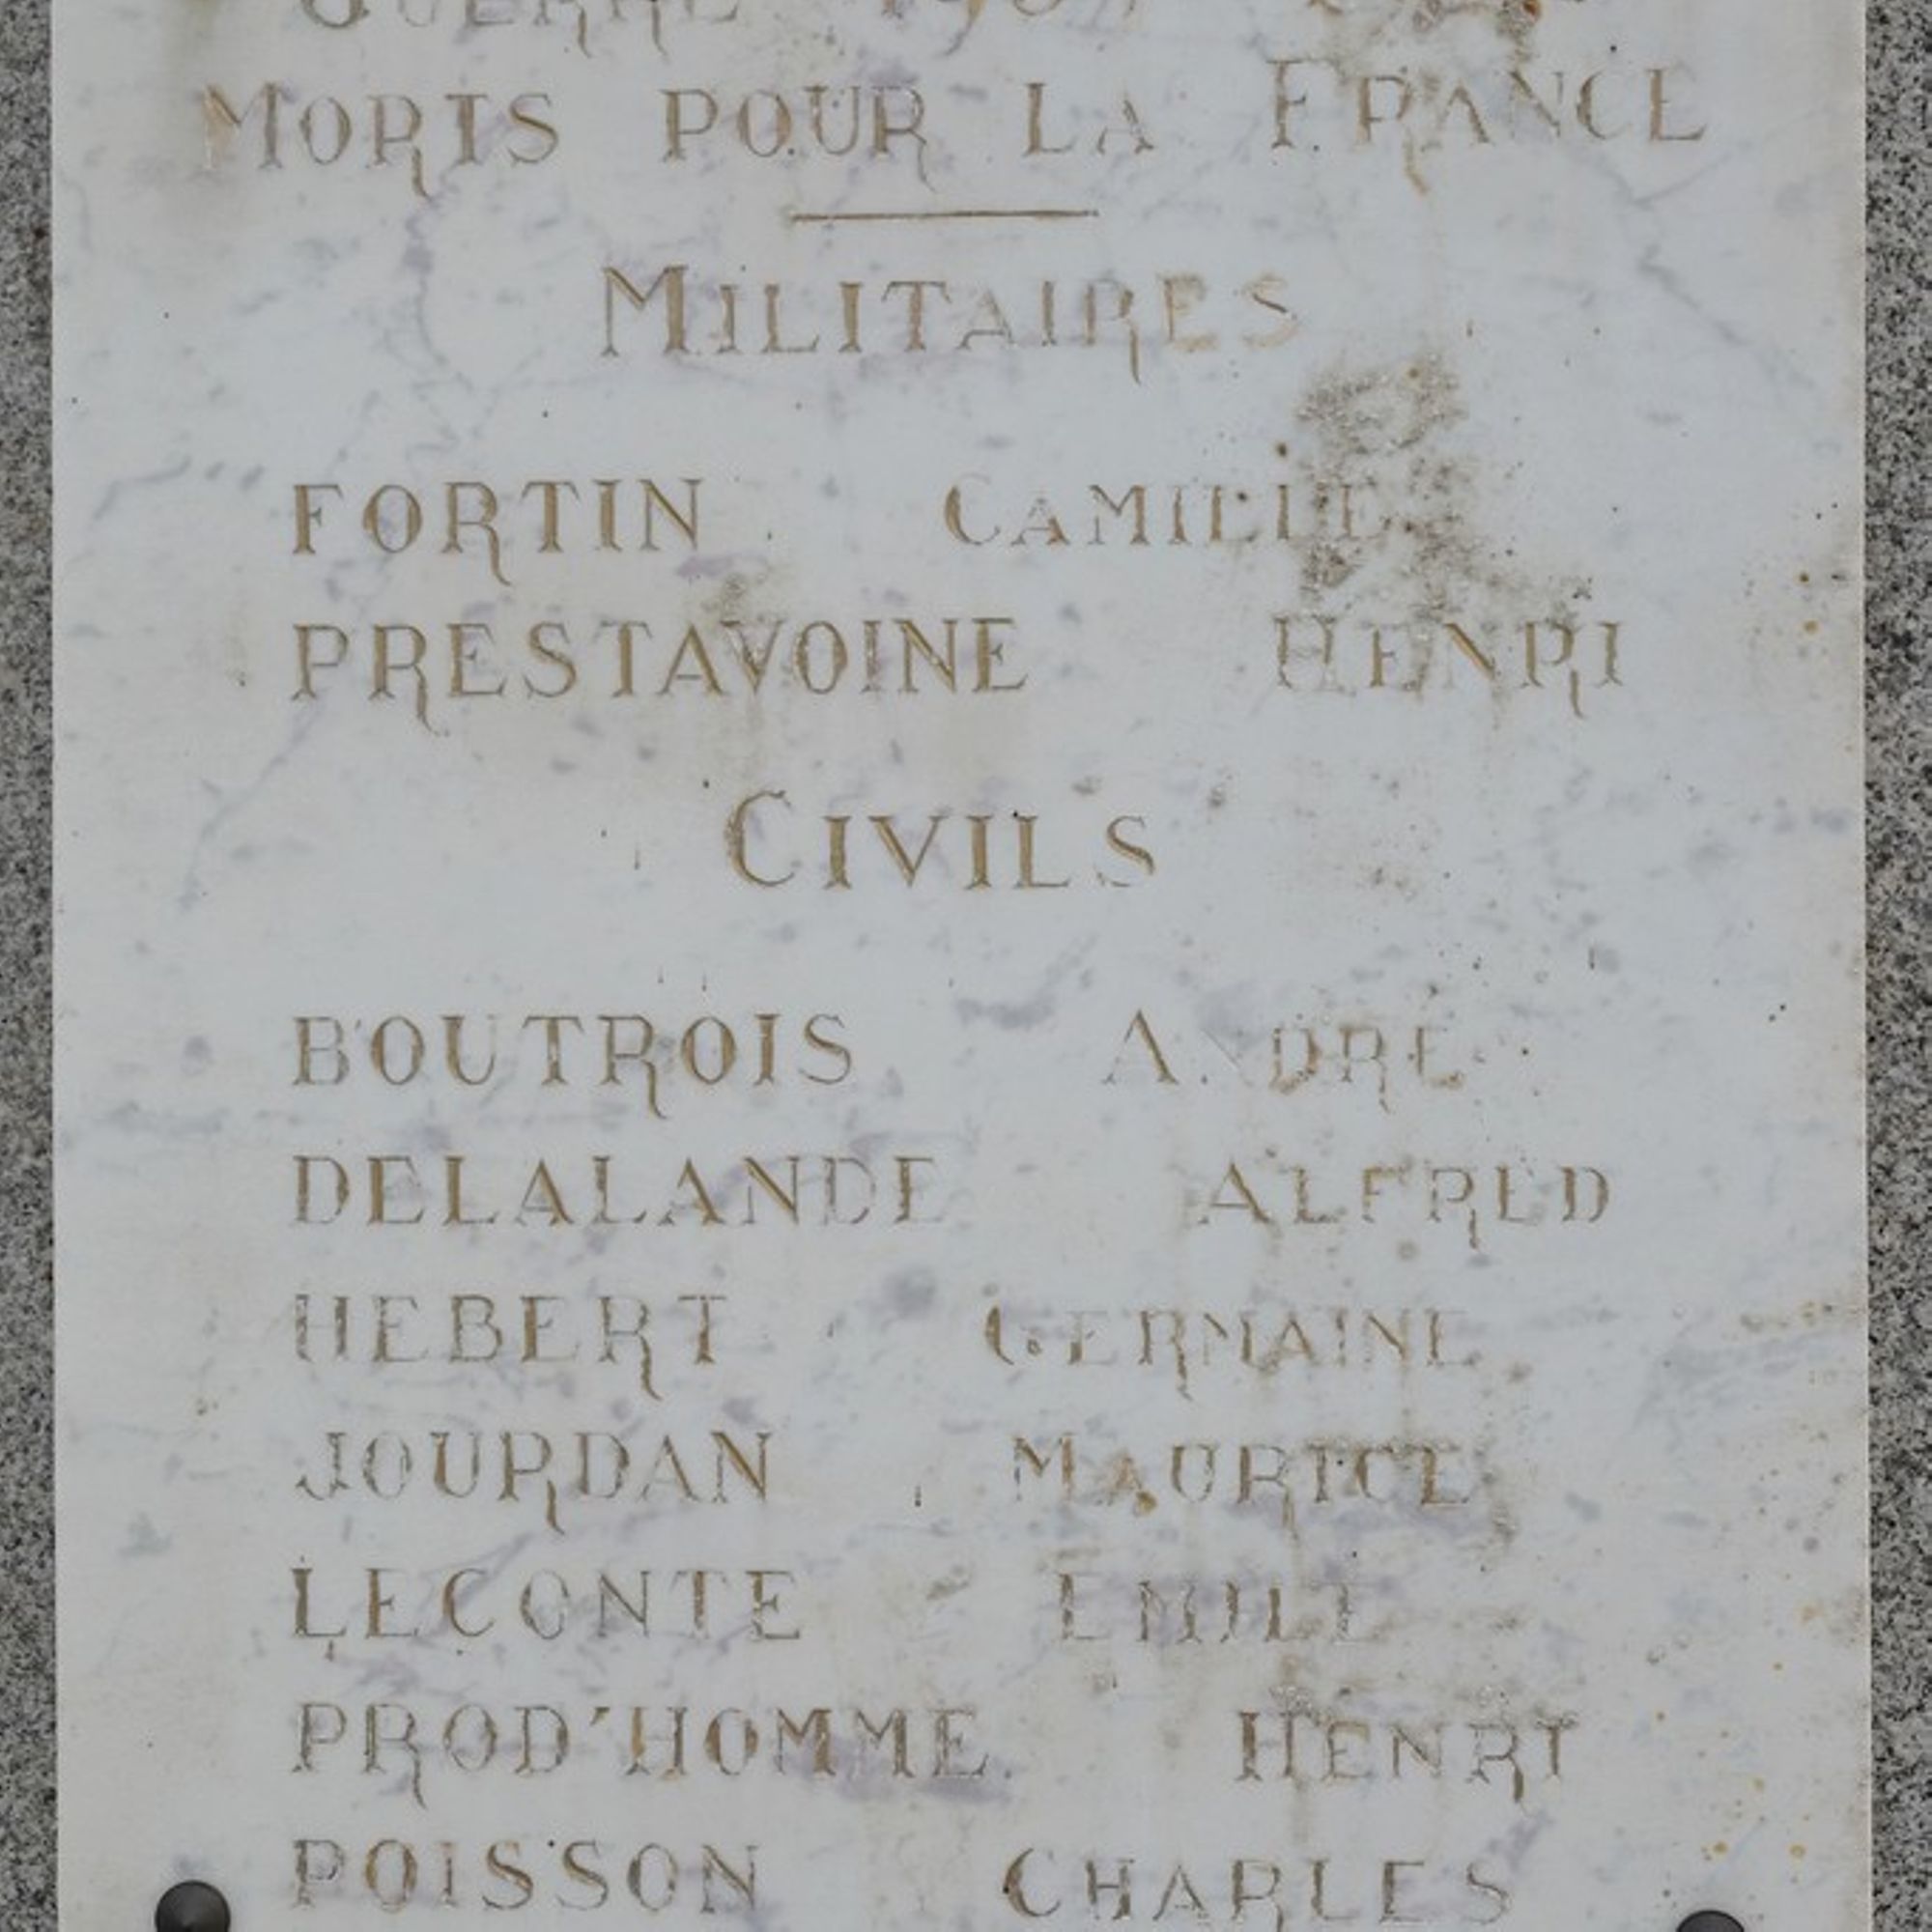 GUERRE
MORTS POUR LA FRANCE
MILITAIRES
FORTIN CAMILLE
PRESTAVOINE HENRI
CIVILS
BOUTROIS ANDRE
DELALANDE ALFRED
HEBERT GERMAINE
JOURDAN MAURICE
LECONTE EMILE
PROD'HOMME HENRI
POISSON CHARLES